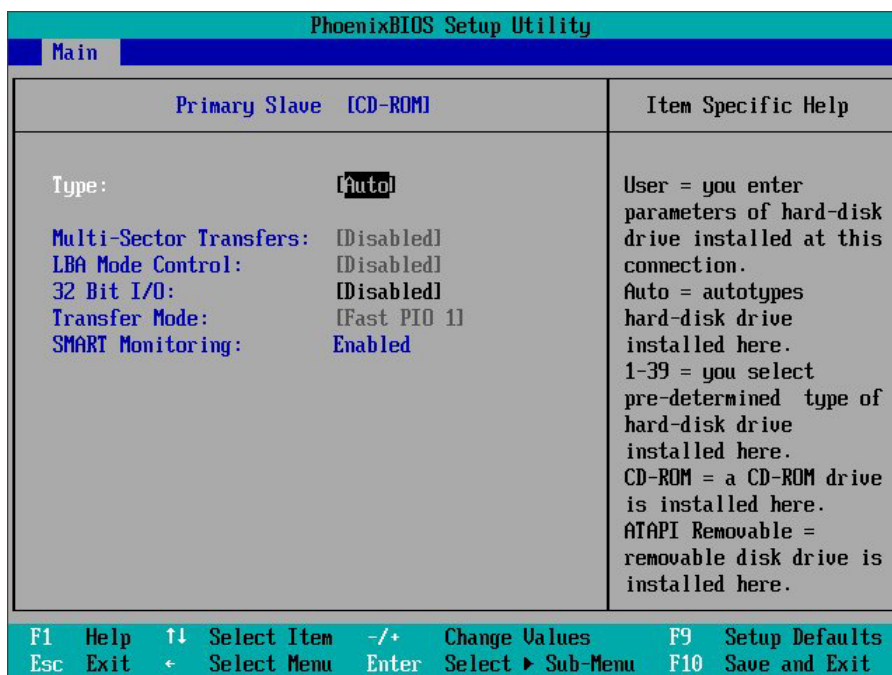 PhoenixBIOS Setup Utility
Main
Primary Slave [CD-ROM]
Type: [Auto]
Multi-Sector Transfers: [Disabled]
LBA Mode Control: [Disabled]
32 Bit I/O: [Disabled]
Transfer Mode: [Fast PIO 1]
SMART Monitoring: Enabled
Item Specific Help
User = you enter
parameters of hard-disk
drive installed at this
connection.
Auto = autotypes
hard-disk drive
installed here.
1-39 = you select
pre-determined type of
hard-disk drive
installed here.
CD-ROM = a CD-ROM drive
is installed here.
ATAPI Removable =
removable disk drive is
installed here.
F1 Help ↑↓ Select Item -/+ Change Values F9 Setup Defaults
Esc Exit ← Select Menu Enter Select ▶ Sub-Menu F10 Save and Exit